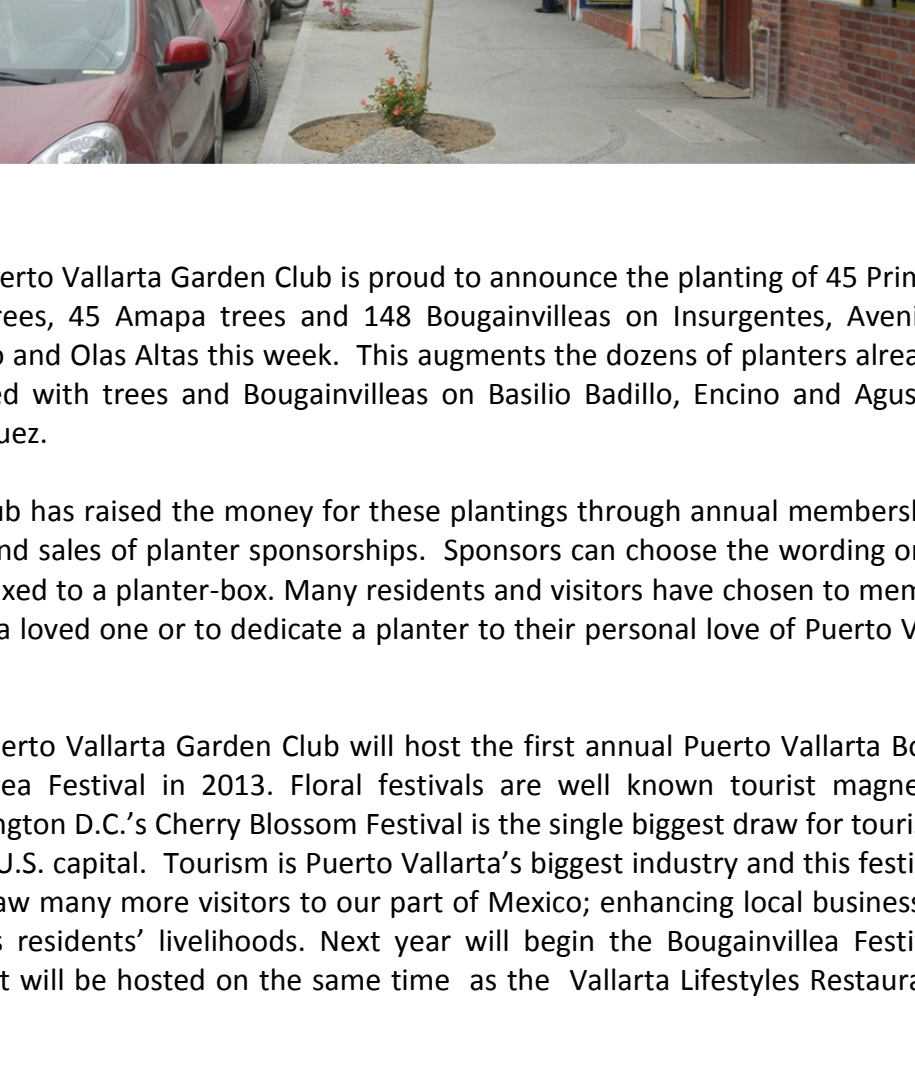 erto Vallarta Garden Club is proud to announce the planting of 45 Prim
rees, 45 Amapa trees and 148 Bougainvilleas on Insurgentes, Aveni
o and Olas Altas this week.  This augments the dozens of planters alrea
ed with trees and Bougainvilleas on Basilio Badillo, Encino and Agus
uez.
ub has raised the money for these plantings through annual membersh
nd sales of planter sponsorships.  Sponsors can choose the wording on
xed to a planter-box. Many residents and visitors have chosen to mem
a loved one or to dedicate a planter to their personal love of Puerto V
erto Vallarta Garden Club will host the first annual Puerto Vallarta Bo
lea Festival in 2013. Floral festivals are well known tourist magne
ngton D.C.’s Cherry Blossom Festival is the single biggest draw for touris
U.S. capital.  Tourism is Puerto Vallarta’s biggest industry and this festi
aw many more visitors to our part of Mexico; enhancing local business
s residents’ livelihoods. Next year will begin the Bougainvillea Festi
t will be hosted on the same time  as the  Vallarta Lifestyles Restaura